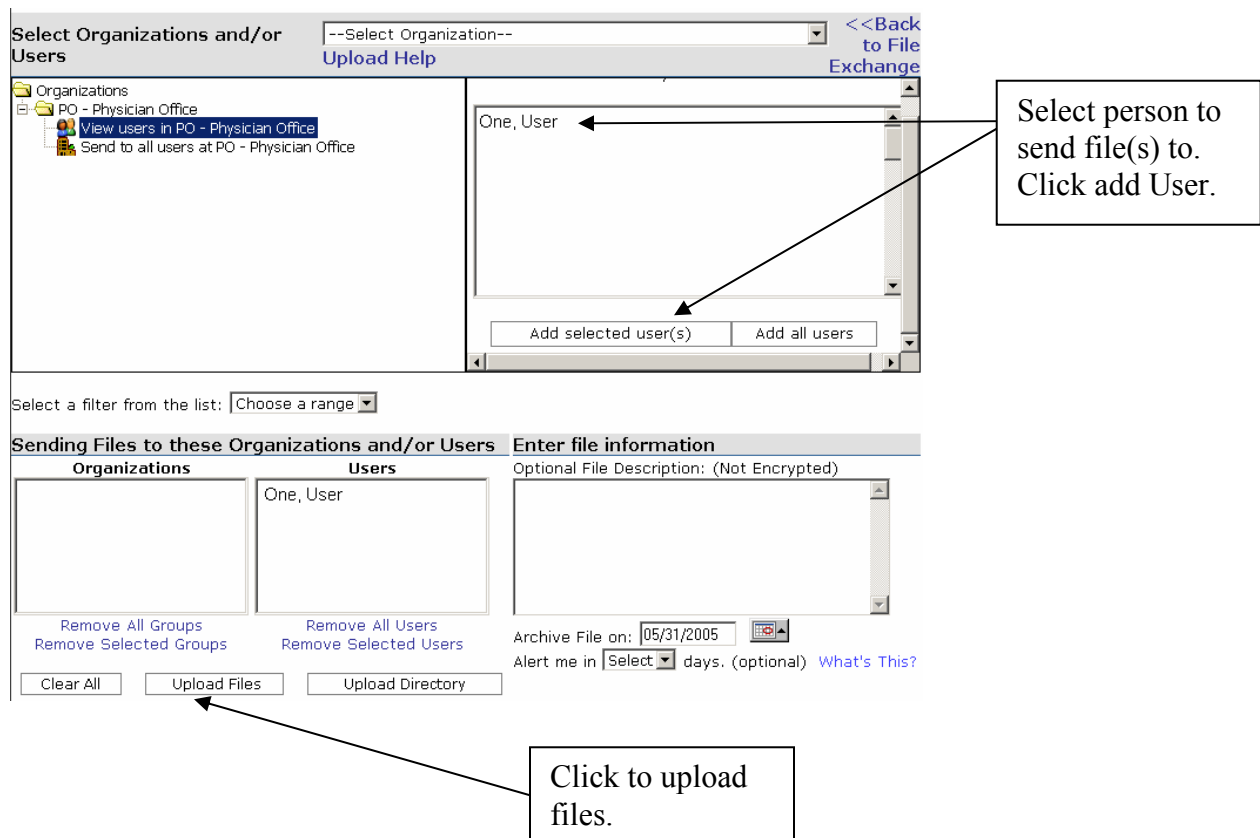 Select Organizations and/or
Users
--Select Organization--
Upload Help
<<Back
to File
Exchange
Organizations
PO - Physician Office
View users in PO - Physician Office
Send to all users at PO - Physician Office
One, User
Add selected user(s)
Add all users
Select person to
send file(s) to.
Click add User.
Select a filter from the list: Choose a range
Sending Files to these Organizations and/or Users
Organizations
Users
One, User
Remove All Groups
Remove Selected Groups
Remove All Users
Remove Selected Users
Clear All
Upload Files
Upload Directory
Enter file information
Optional File Description: (Not Encrypted)
Archive File on: 05/31/2005
Alert me in Select days. (optional) What's This?
Click to upload
files.